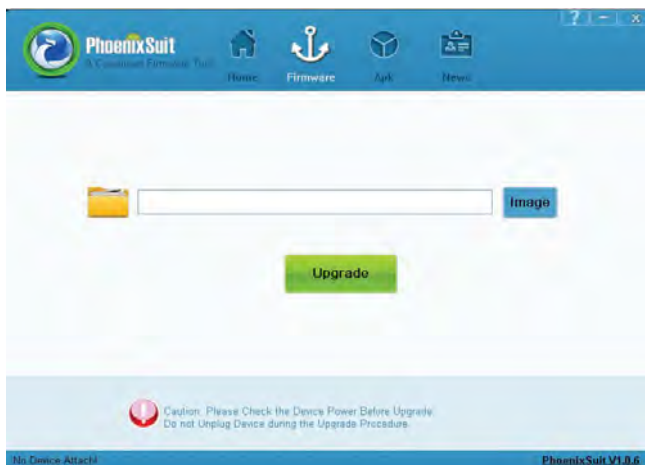 ? - x
PhoenixSuit
A Consistent Firmware Tool
Home Firmware Apk News
Image
Upgrade
Caution: Please Check the Device Power Before Upgrade.
Do not Unplug Device during the Upgrade Procedure.
No Device Attach!
PhoenixSuit V1.0.6